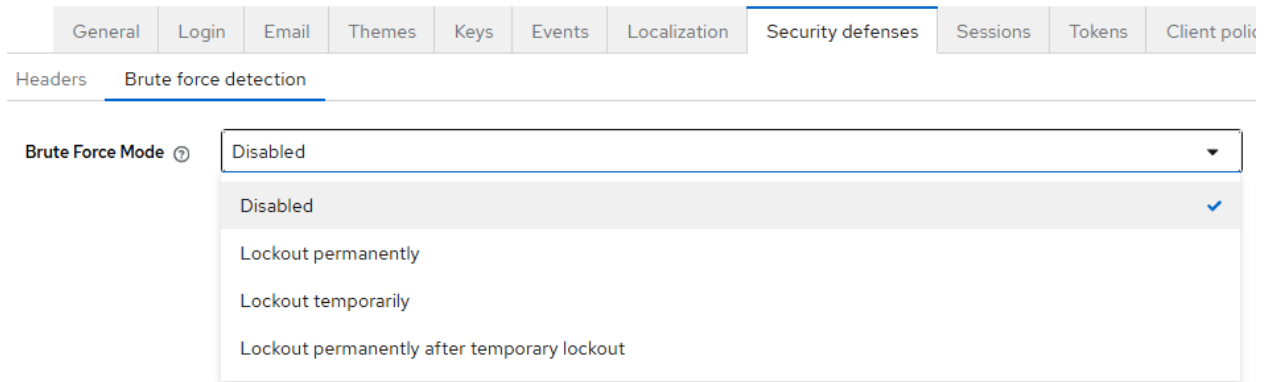 General Login Email Themes Keys Events Localization Security defenses Sessions Tokens Client polic
Headers Brute force detection
Brute Force Mode Disabled
Disabled
Lockout permanently
Lockout temporarily
Lockout permanently after temporary lockout